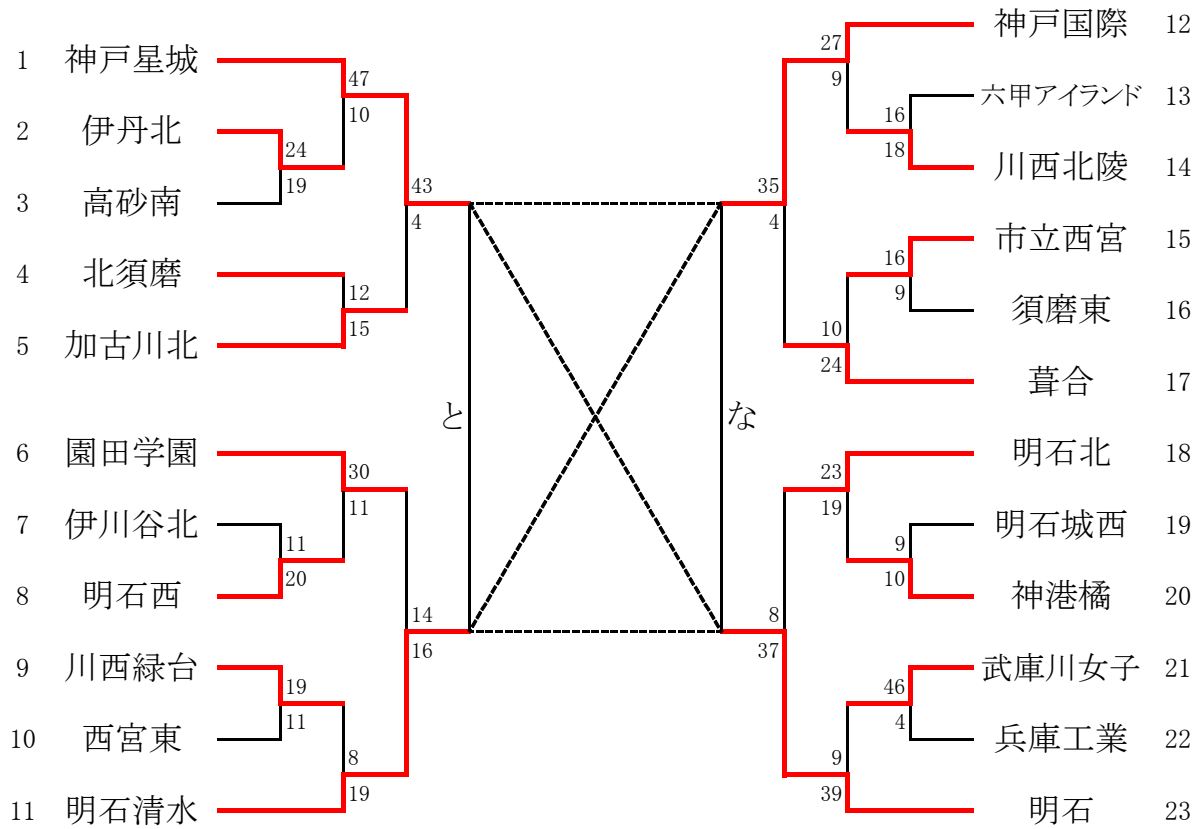 1 神戸星城
47
10
2 伊丹北
24
19
3 高砂南
43
4
4 北須磨
12
15
5 加古川北
と
6 園田学園
30
11
7 伊川谷北
11
20
8 明石西
14
16
9 川西緑台
19
11
10 西宮東
8
19
11 明石清水
神戸国際 12
27
9
六甲アイランド 13
16
18
川西北陵 14
35
4
市立西宮 15
16
9
須磨東 16
10
24
葺合 17
な
明石北 18
23
19
明石城西 19
9
10
神港橘 20
8
37
武庫川女子 21
46
4
兵庫工業 22
9
39
明石 23